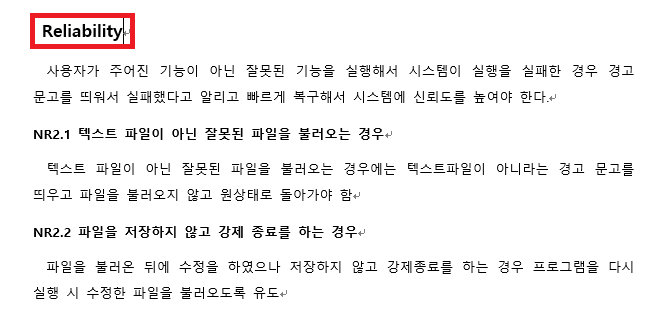 Reliability
사용자가 주어진 기능이 아닌 잘못된 기능을 실행해서 시스템이 실행을 실패한 경우 경고
문고를 띄워서 실패했다고 알리고 빠르게 복구해서 시스템에 신뢰도를 높여야 한다.
NR2.1 텍스트 파일이 아닌 잘못된 파일을 불러오는 경우
텍스트 파일이 아닌 잘못된 파일을 불러오는 경우에는 텍스트파일이 아니라는 경고 문고를
띄우고 파일을 불러오지 않고 원상태로 돌아가야 함
NR2.2 파일을 저장하지 않고 강제 종료를 하는 경우
파일을 불러온 뒤에 수정을 하였으나 저장하지 않고 강제종료를 하는 경우 프로그램을 다시
실행 시 수정한 파일을 불러오도록 유도